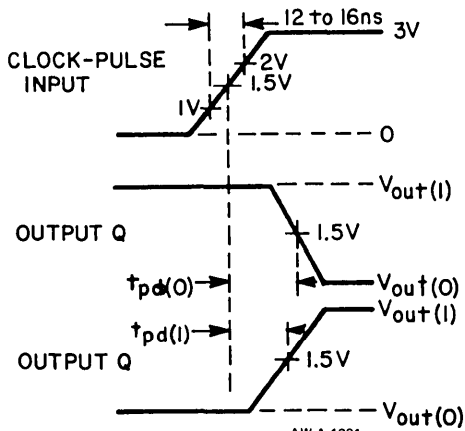 12 to 16ns
3V
CLOCK-PULSE
INPUT
2V
1.5V
1V
0
Vout(1)
OUTPUT Q
1.5V
tpd(0)
Vout(0)
Vout(1)
tpd(1)
OUTPUT Q
1.5V
Vout(0)